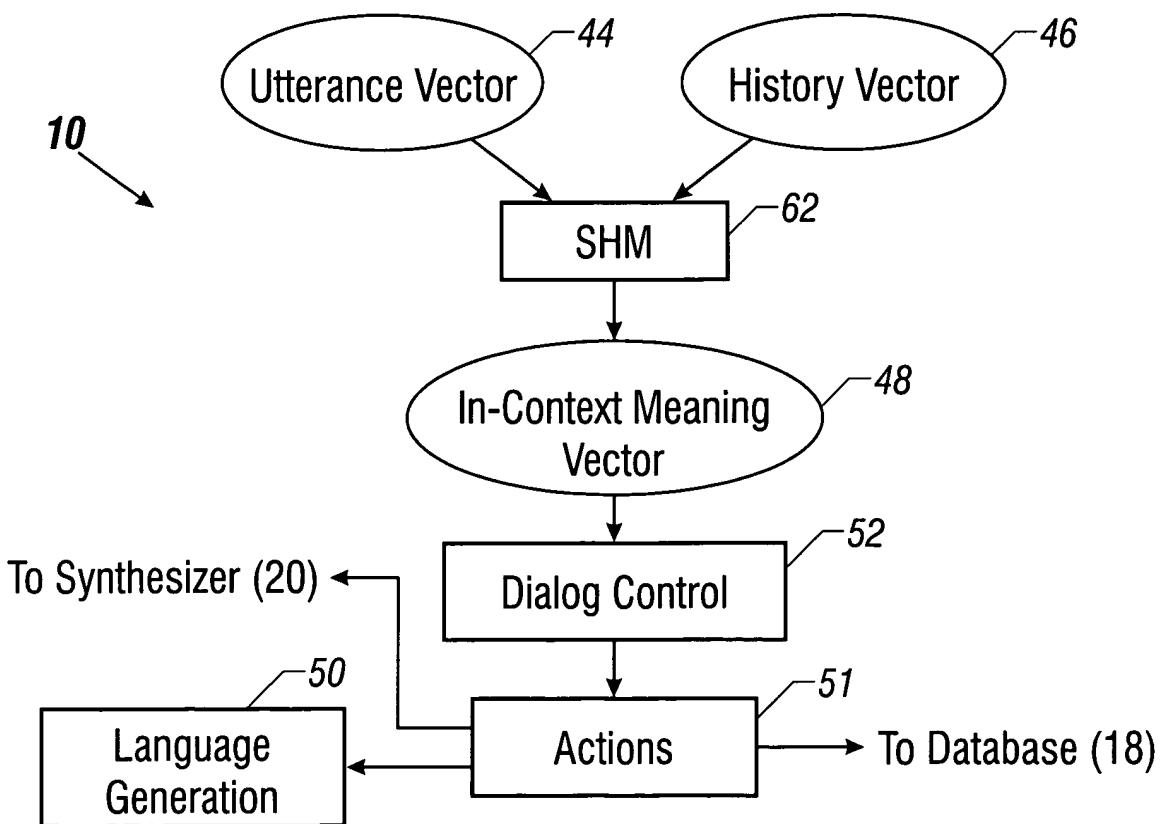 44
46
Utterance Vector
History Vector
10
62
SHM
48
In-Context Meaning
Vector
52
To Synthesizer (20)
Dialog Control
50
51
Language
Generation
Actions
To Database (18)